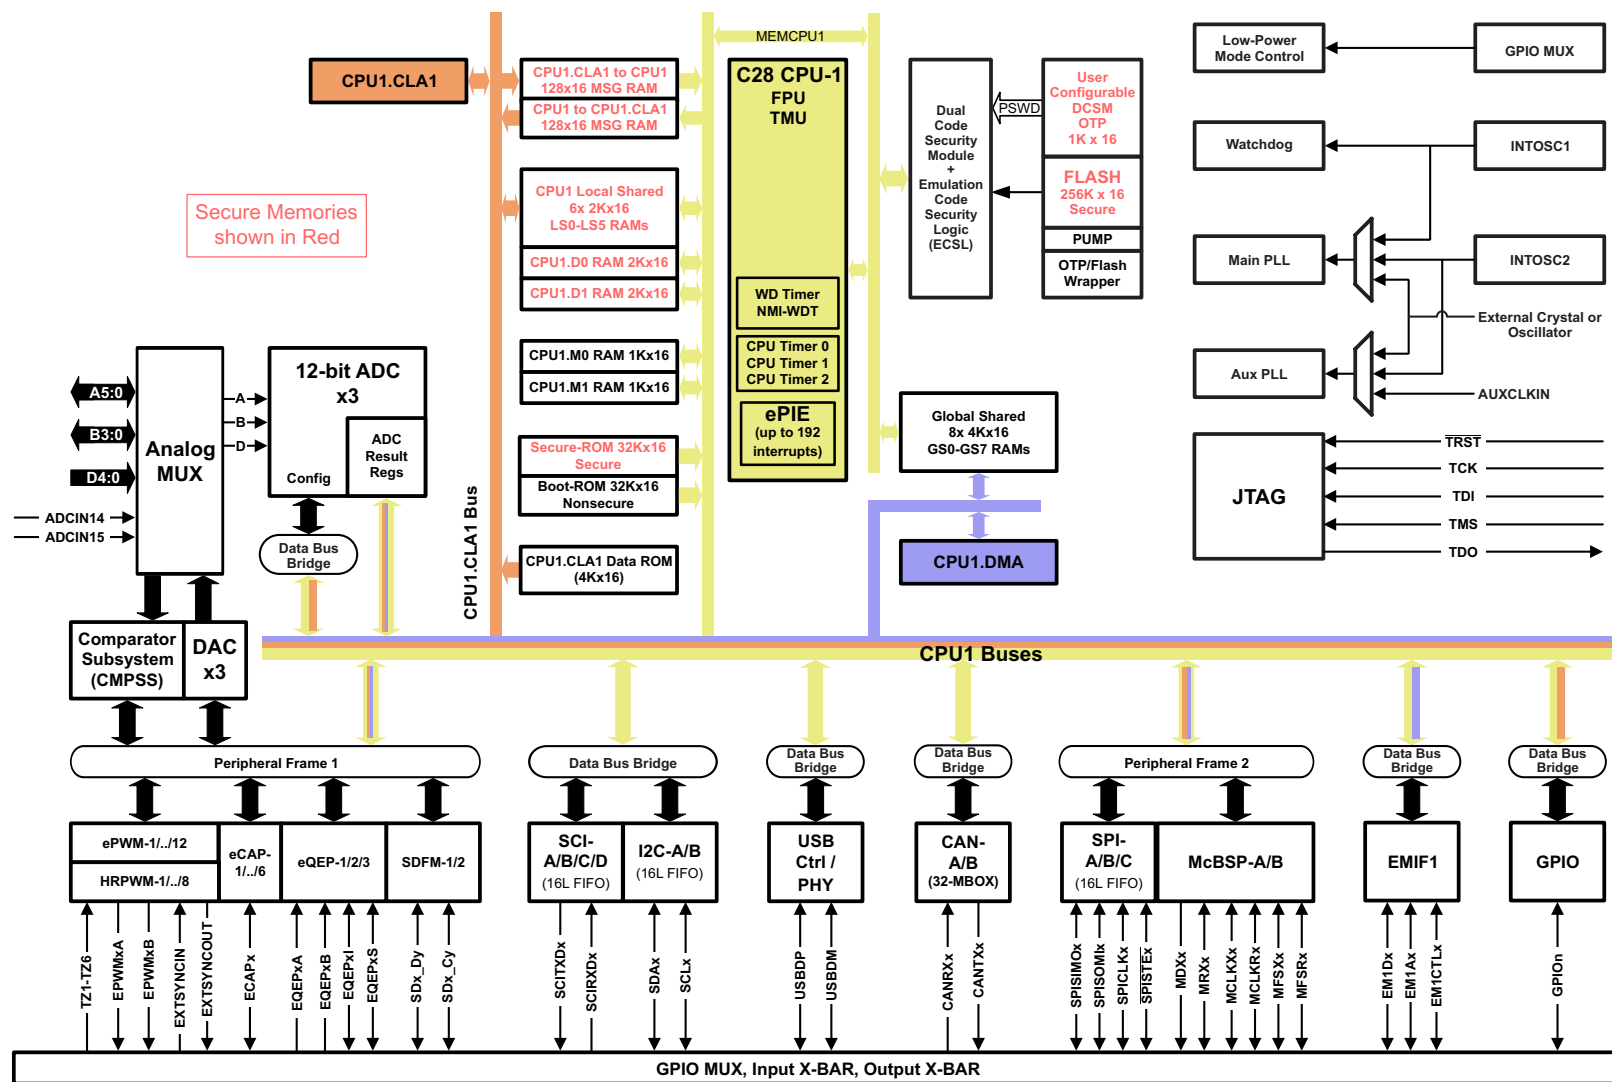 MEMCPU1
CPU1.CLA1
CPU1.CLA1 to CPU1
128x16 MSG RAM
CPU1 to CPU1.CLA1
128x16 MSG RAM
CPU1 Local Shared
6x 2Kx16
LS0-LS5 RAMs
CPU1.D0 RAM 2Kx16
CPU1.D1 RAM 2Kx16
CPU1.M0 RAM 1Kx16
CPU1.M1 RAM 1Kx16
Secure-ROM 32Kx16
Secure
Boot-ROM 32Kx16
Nonsecure
CPU1.CLA1 Data ROM
(4Kx16)
CPU1.CLA1 Bus
Secure Memories
shown in Red
C28 CPU-1
FPU
TMU
WD Timer
NMI-WDT
CPU Timer 0
CPU Timer 1
CPU Timer 2
ePIE
(up to 192
interrupts)
Dual
Code
Security
Module
+
Emulation
Code
Security
Logic
(ECSL)
PSWD
User
Configurable
DCSM
OTP
1K x 16
FLASH
256K x 16
Secure
PUMP
OTP/Flash
Wrapper
Global Shared
8x 4Kx16
GS0-GS7 RAMs
CPU1.DMA
Low-Power
Mode Control
GPIO MUX
Watchdog
INTOSC1
Main PLL
INTOSC2
External Crystal or
Oscillator
Aux PLL
AUXCLKIN
JTAG
TRST
TCK
TDI
TMS
TDO
A5:0
B3:0
D4:0
ADCIN14
ADCIN15
Analog
MUX
A
B
D
12-bit ADC
x3
Config
ADC
Result
Regs
Data Bus
Bridge
Comparator
Subsystem
(CMPSS)
DAC
x3
CPU1 Buses
Peripheral Frame 1
Data Bus Bridge
Data Bus
Bridge
Data Bus
Bridge
Peripheral Frame 2
Data Bus
Bridge
Data Bus
Bridge
ePWM-1/../12
HRPWM-1/../8
eCAP-
1/../6
eQEP-1/2/3
SDFM-1/2
SCI-
A/B/C/D
(16L FIFO)
I2C-A/B
(16L FIFO)
USB
Ctrl /
PHY
CAN-
A/B
(32-MBOX)
SPI-
A/B/C
(16L FIFO)
McBSP-A/B
EMIF1
GPIO
TZ1-TZ6
EPWMxA
EPWMxB
EXTSYNCIN
EXTSYNCOUT
ECAPx
EQEPxA
EQEPxB
EQEPxI
EQEPxS
SDx_Dy
SDx_Cy
SCITXDx
SCIRXDx
SDAx
SCLx
USBDP
USBDM
CANRXx
CANTXx
SPISIMOx
SPISOMIx
SPICLKx
SPISTEx
MDXx
MRXx
MCLKXx
MCLKRx
MFSXx
MFSRx
EM1Dx
EM1Ax
EM1CTLx
GPIOn
GPIO MUX, Input X-BAR, Output X-BAR